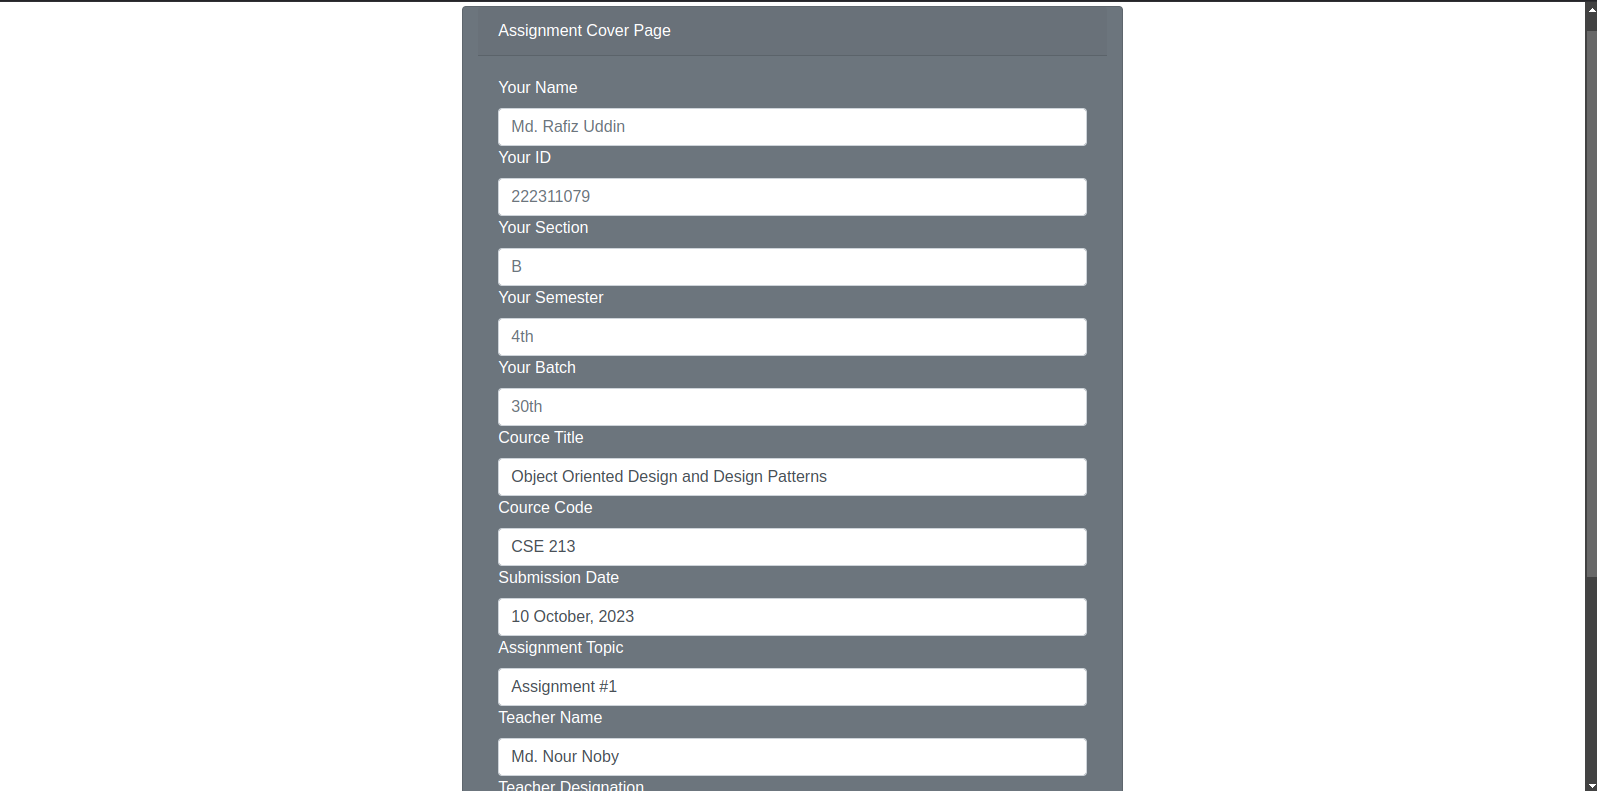 Assignment Cover Page
Your Name
Md. Rafiz Uddin
Your ID
222311079
Your Section
B
Your Semester
4th
Your Batch
30th
Cource Title
Object Oriented Design and Design Patterns
Cource Code
CSE 213
Submission Date
10 October, 2023
Assignment Topic
Assignment #1
Teacher Name
Md. Nour Noby
Teacher Designation